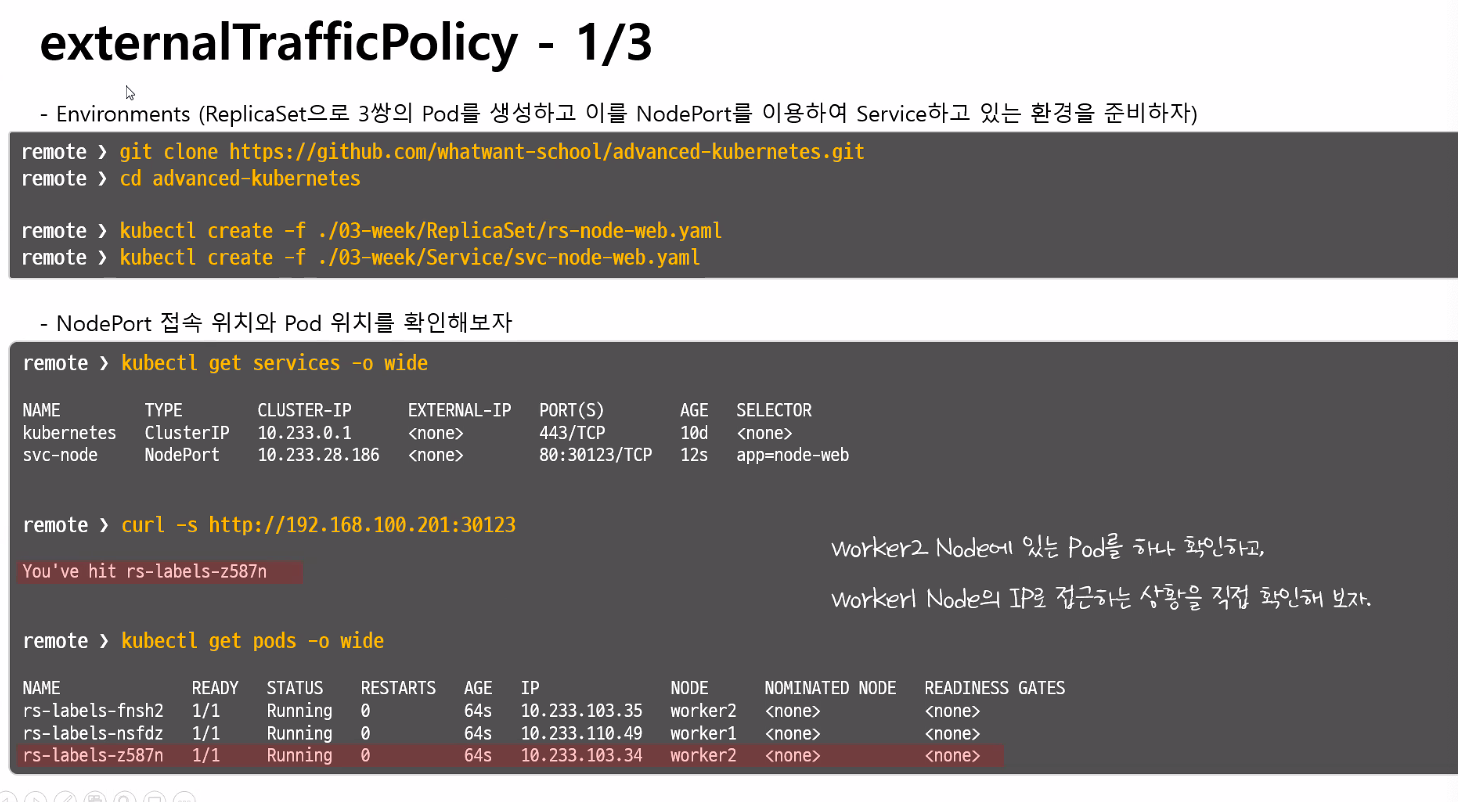 externalTrafficPolicy - 1/3
- Environments (ReplicaSet으로 3쌍의 Pod를 생성하고 이를 NodePort를 이용하여 Service하고 있는 환경을 준비하자)
remote ❯ git clone https://github.com/whatwant-school/advanced-kubernetes.git
remote ❯ cd advanced-kubernetes
remote ❯ kubectl create -f ./03-week/ReplicaSet/rs-node-web.yaml
remote ❯ kubectl create -f ./03-week/Service/svc-node-web.yaml
- NodePort 접속 위치와 Pod 위치를 확인해보자
remote ❯ kubectl get services -o wide
NAME TYPE CLUSTER-IP EXTERNAL-IP PORT(S) AGE SELECTOR
kubernetes ClusterIP 10.233.0.1 <none> 443/TCP 10d <none>
svc-node NodePort 10.233.28.186 <none> 80:30123/TCP 12s app=node-web
remote ❯ curl -s http://192.168.100.201:30123
worker2 Node에 있는 Pod를 하나 확인하고,
You've hit rs-labels-z587n
worker1 Node의 IP로 접근하는 상황을 직접 확인해 보자.
remote ❯ kubectl get pods -o wide
NAME READY STATUS RESTARTS AGE IP NODE NOMINATED NODE READINESS GATES
rs-labels-fnsh2 1/1 Running 0 64s 10.233.103.35 worker2 <none> <none>
rs-labels-nsfdz 1/1 Running 0 64s 10.233.110.49 worker1 <none> <none>
rs-labels-z587n 1/1 Running 0 64s 10.233.103.34 worker2 <none> <none>